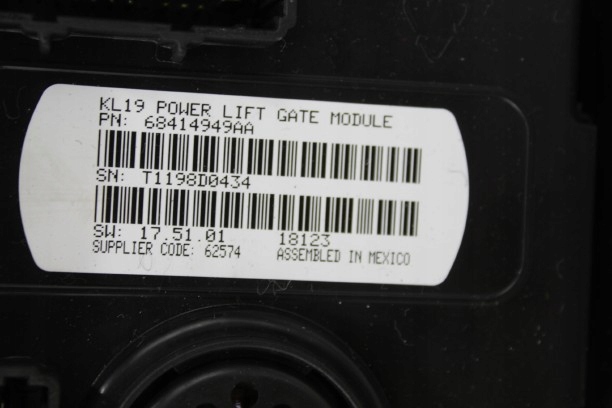 KL19 POWER LIFT GATE MODULE
PN: 68414949AA
SN: T1198D0434
SW: 17.51.01 18123
SUPPLIER CODE: 62574 ASSEMBLED IN MEXICO